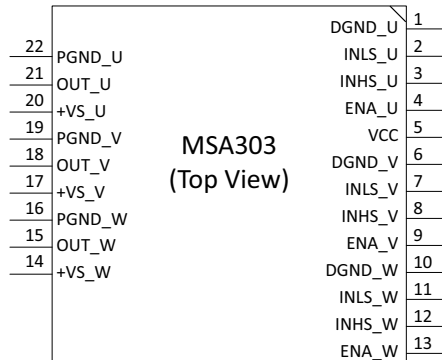 DGND_U 1
22 PGND_U
INLS_U 2
21 OUT_U
INHS_U 3
20 +VS_U
ENA_U 4
19 PGND_V
VCC 5
18 OUT_V
DGND_V 6
17 +VS_V
INLS_V 7
16 PGND_W
INHS_V 8
15 OUT_W
ENA_V 9
14 +VS_W
DGND_W 10
INLS_W 11
INHS_W 12
ENA_W 13
MSA303
(Top View)